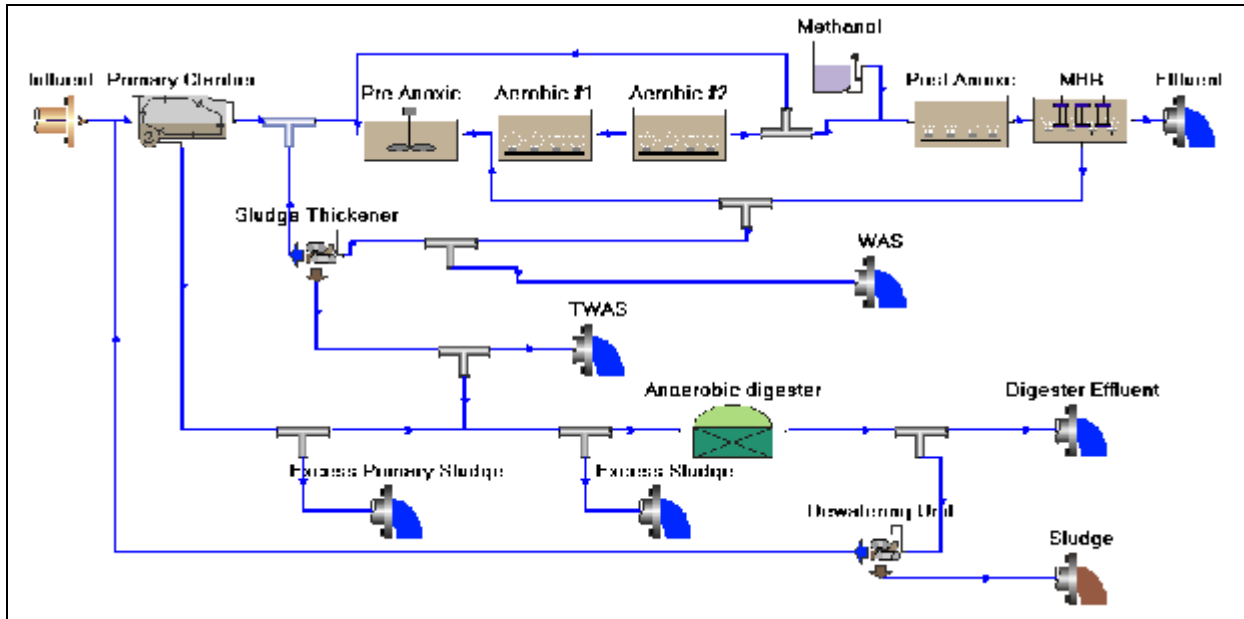 Methanol
Influent
Primary Clarifier
Pre Anoxic
Aerobic #1
Aerobic #2
Post Anoxic
MBR
Effluent
Sludge Thickener
WAS
TWAS
Anaerobic digester
Digester Effluent
Excess Primary Sludge
Excess Sludge
Dewatering Unit
Sludge